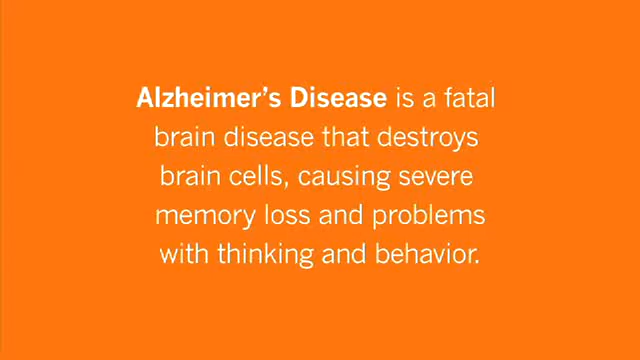 Alzheimer’s Disease is a fatal
brain disease that destroys
brain cells, causing severe
memory loss and problems
with thinking and behavior.